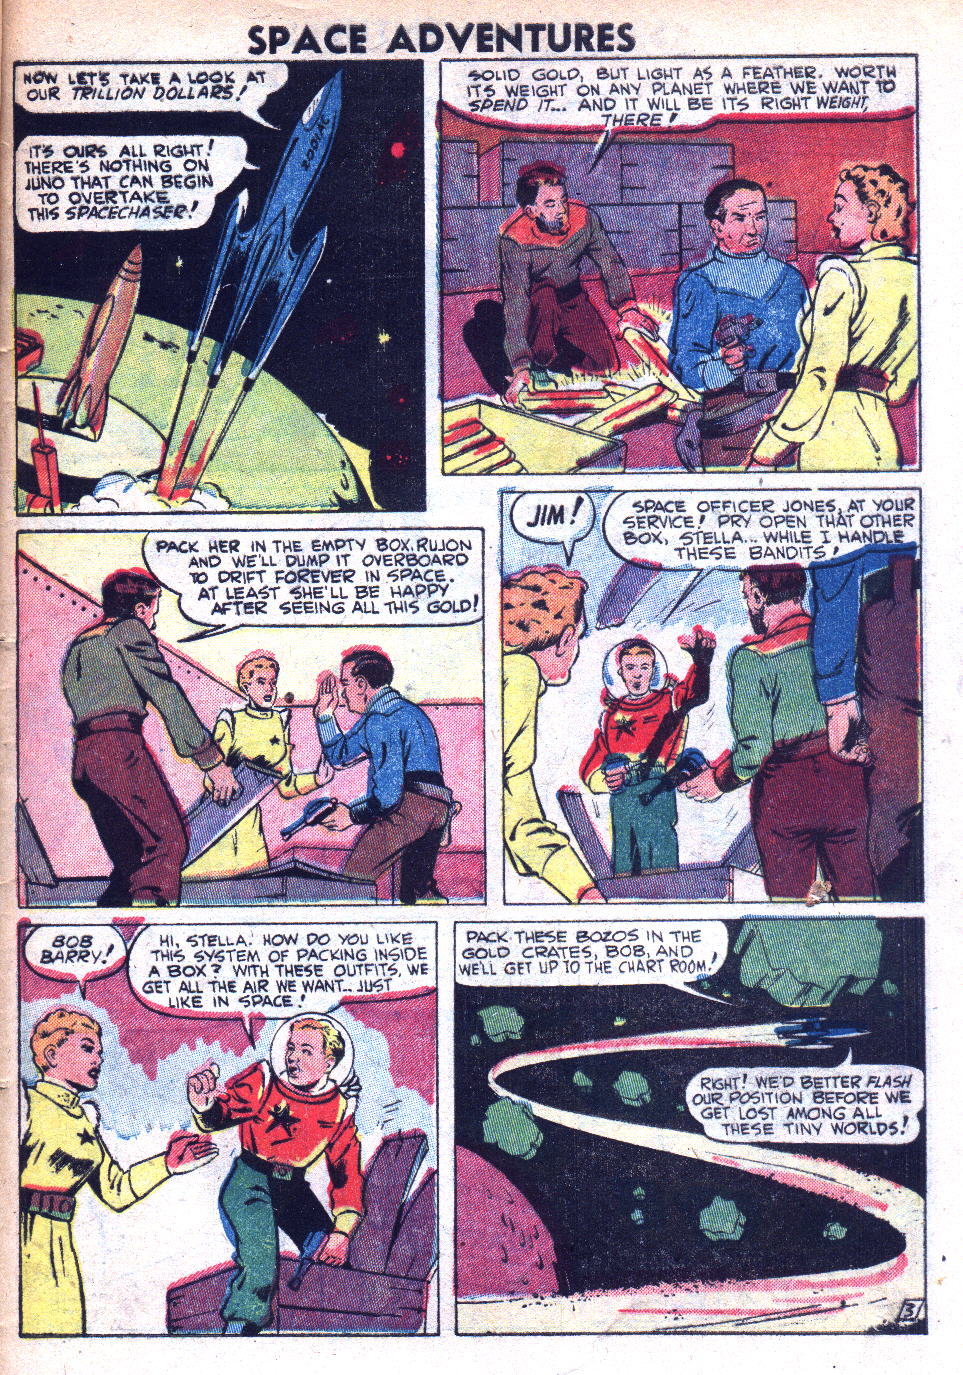 SPACE ADVENTURES
NOW LET'S TAKE A LOOK AT
OUR TRILLION DOLLARS!
IT'S OURS ALL RIGHT!
THERE'S NOTHING ON
JUNO THAT CAN BEGIN
TO OVERTAKE
THIS SPACECHASER!
ZODIAC
SOLID GOLD, BUT LIGHT AS A FEATHER. WORTH
IT'S WEIGHT ON ANY PLANET WHERE WE WANT TO
SPEND IT... AND IT WILL BE ITS RIGHT WEIGHT,
THERE!
PACK HER IN THE EMPTY BOX, RUJON
AND WE'LL DUMP IT OVERBOARD
TO DRIFT FOREVER IN SPACE.
AT LEAST SHE'LL BE HAPPY
AFTER SEEING ALL THIS GOLD!
JIM!
SPACE OFFICER JONES, AT YOUR
SERVICE! PRY OPEN THAT OTHER
BOX, STELLA... WHILE I HANDLE
THESE BANDITS!
BOB
BARRY!
HI, STELLA! HOW DO YOU LIKE
THIS SYSTEM OF PACKING INSIDE
A BOX? WITH THESE OUTFITS, WE
GET ALL THE AIR WE WANT... JUST
LIKE IN SPACE!
PACK THESE BOZOS IN THE
GOLD CRATES, BOB, AND
WE'LL GET UP TO THE CHART ROOM!
RIGHT! WE'D BETTER FLASH
OUR POSITION BEFORE WE
GET LOST AMONG ALL
THESE TINY WORLDS!
3